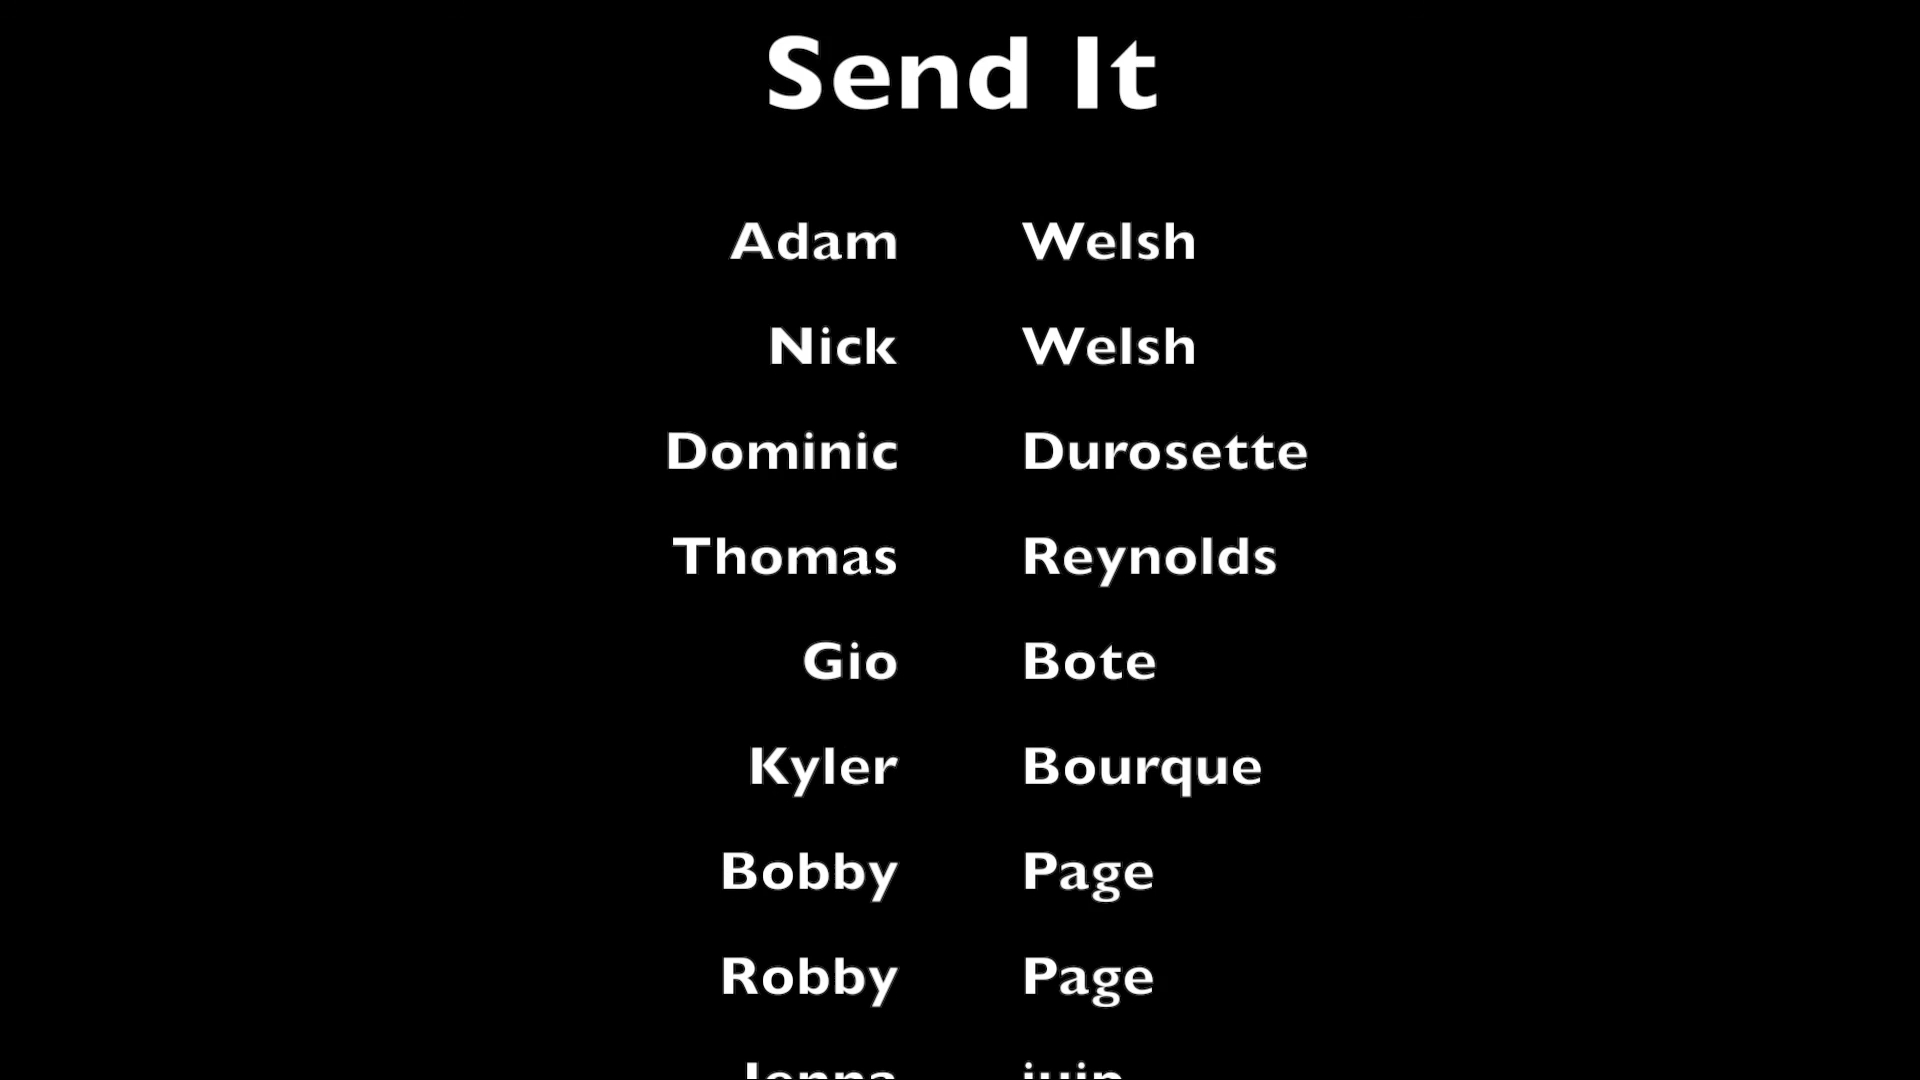 Send It
Adam Welsh
Nick Welsh
Dominic Durosette
Thomas Reynolds
Gio Bote
Kyler Bourque
Bobby Page
Robby Page